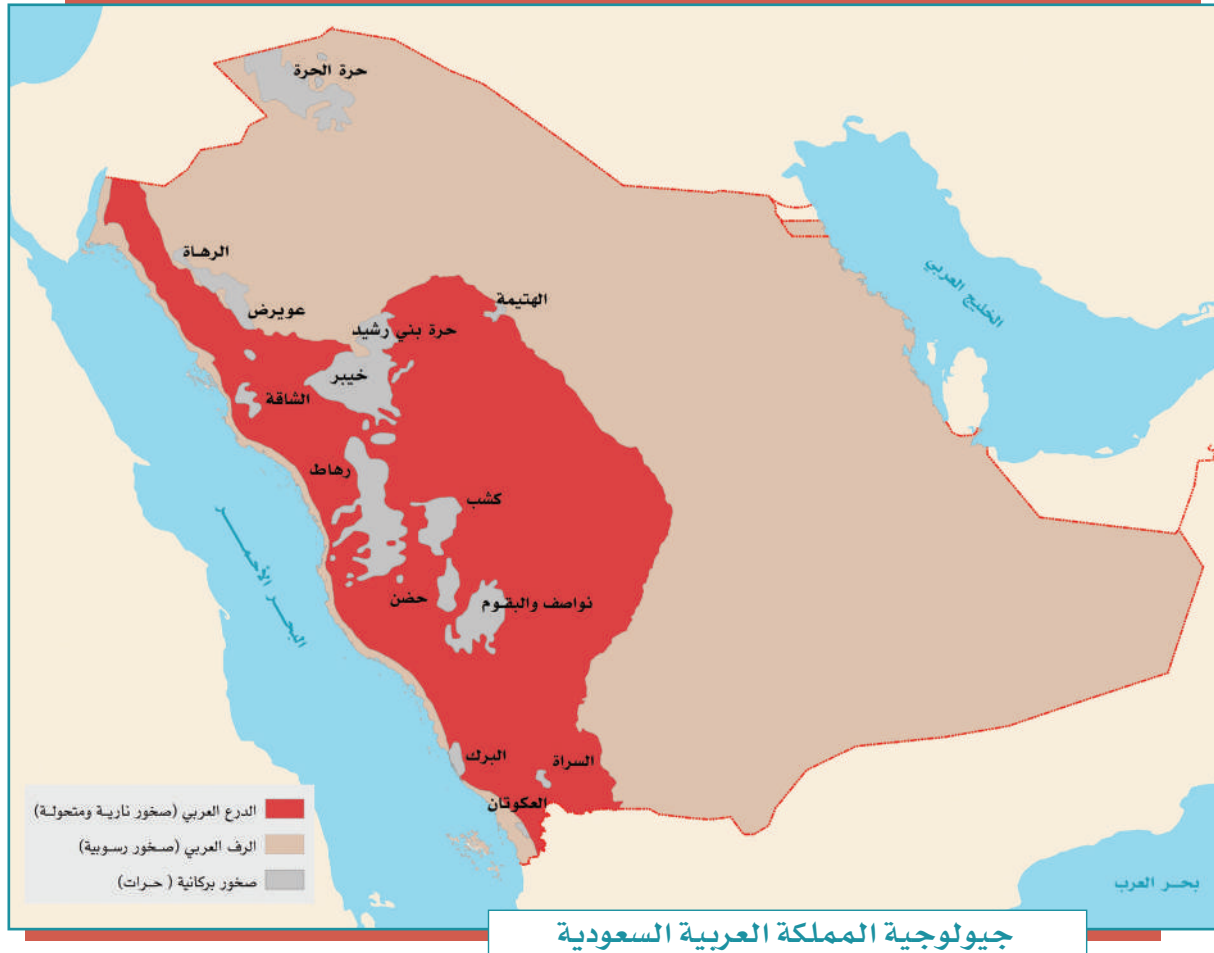 حرة الحرة
الرهاة
عويرض
الهتيمة
حرة بني رشيد
خيبر
الشاقة
رهاط
كشب
حضن
نواصف والبقوم
البرك
السراة
العكوتان
الخليج العربي
البحر الأحمر
بحر العرب
الدرع العربي (صخور نارية ومتحولة)
الرف العربي (صخور رسوبية)
صخور بركانية ( حرات)
جيولوجية المملكة العربية السعودية